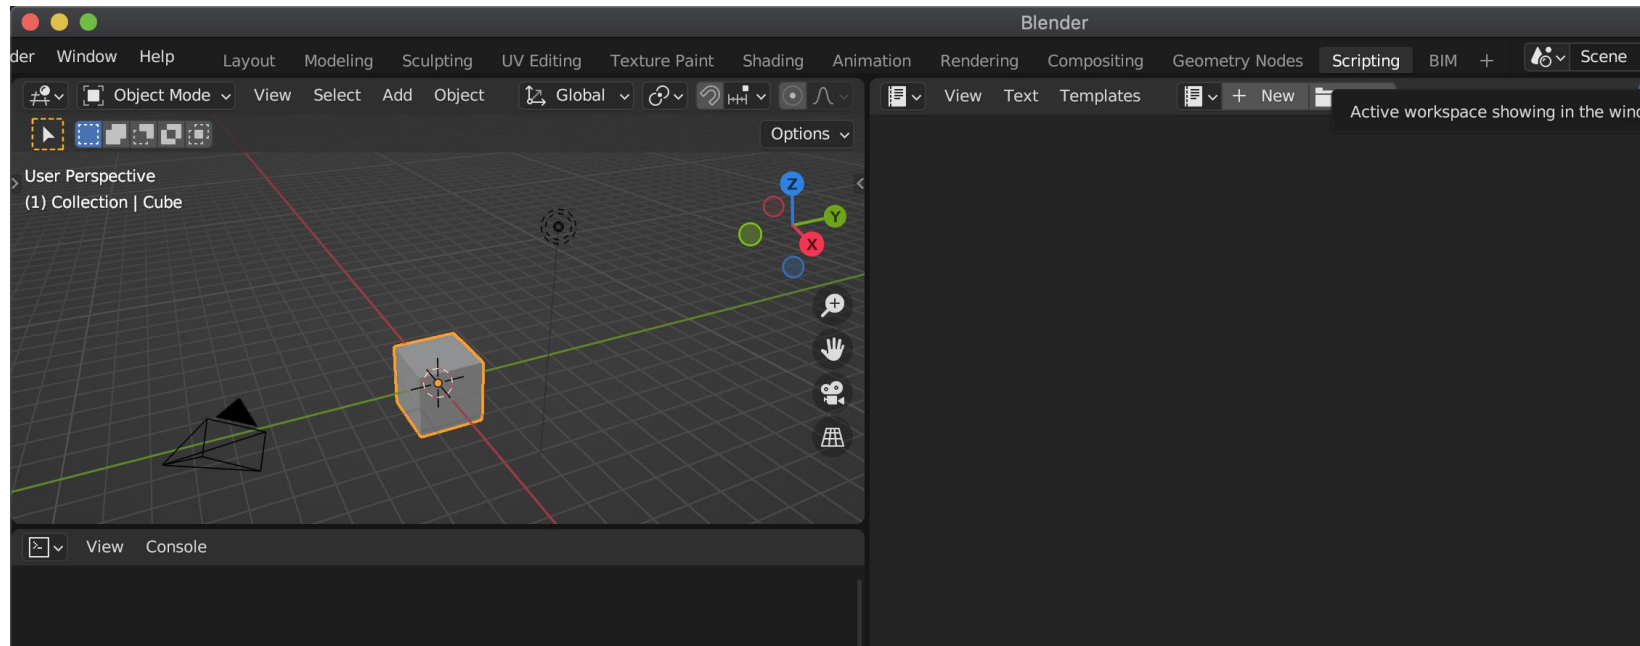 Blender
der Window Help Layout Modeling Sculpting UV Editing Texture Paint Shading Animation Rendering Compositing Geometry Nodes Scripting BIM + Scene
Object Mode View Select Add Object Global View Text Templates + New
Active workspace showing in the wind
Options
User Perspective
(1) Collection | Cube
Z
Y
X
View Console